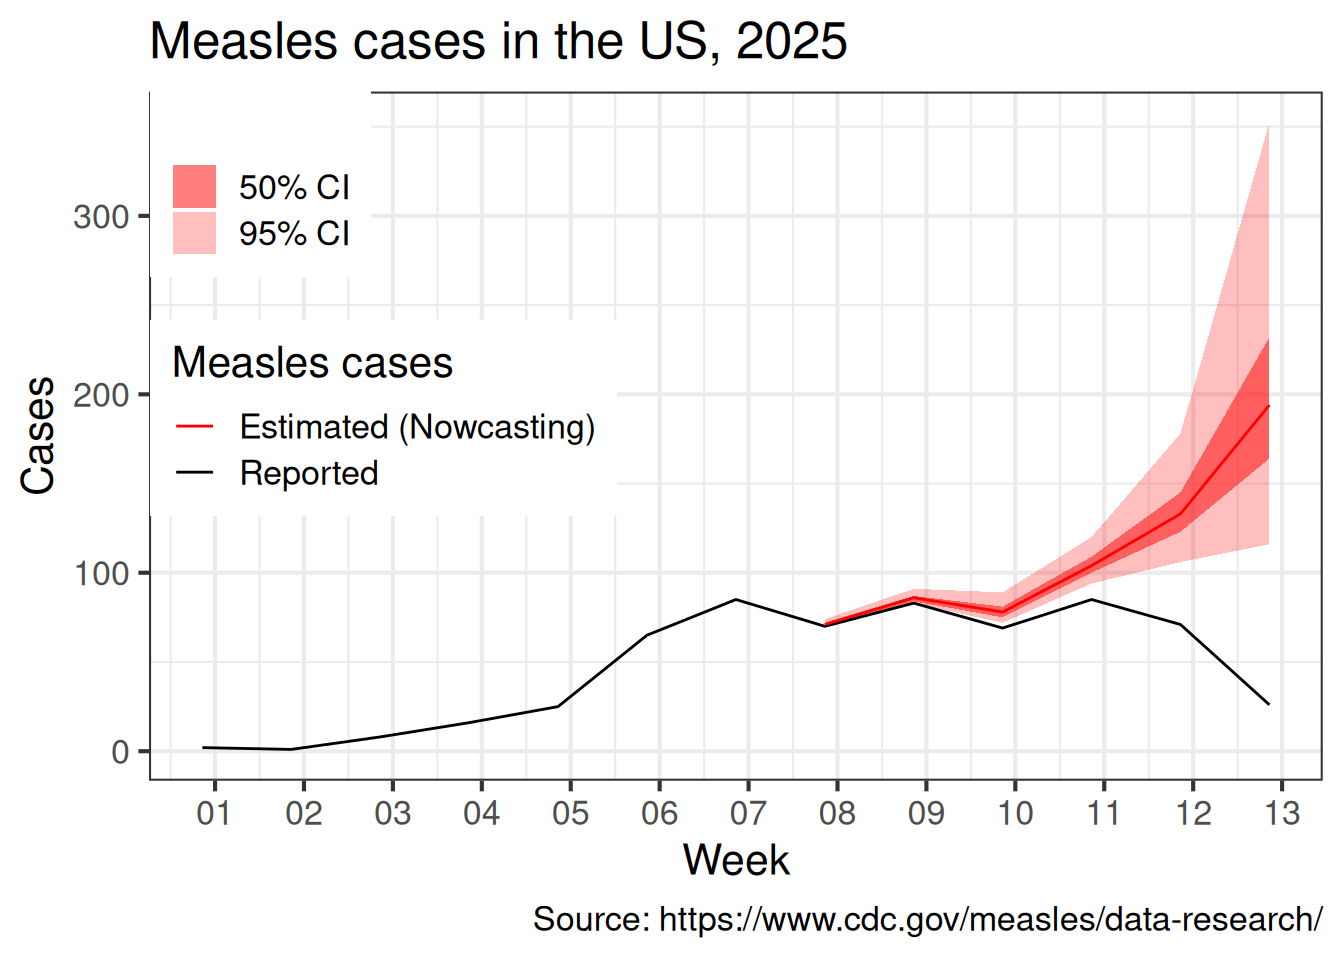 Measles cases in the US, 2025
50% CI
95% CI
Measles cases
Estimated (Nowcasting)
Reported
Cases
300
200
100
0
01 02 03 04 05 06 07 08 09 10 11 12 13
Week
Source: https://www.cdc.gov/measles/data-research/